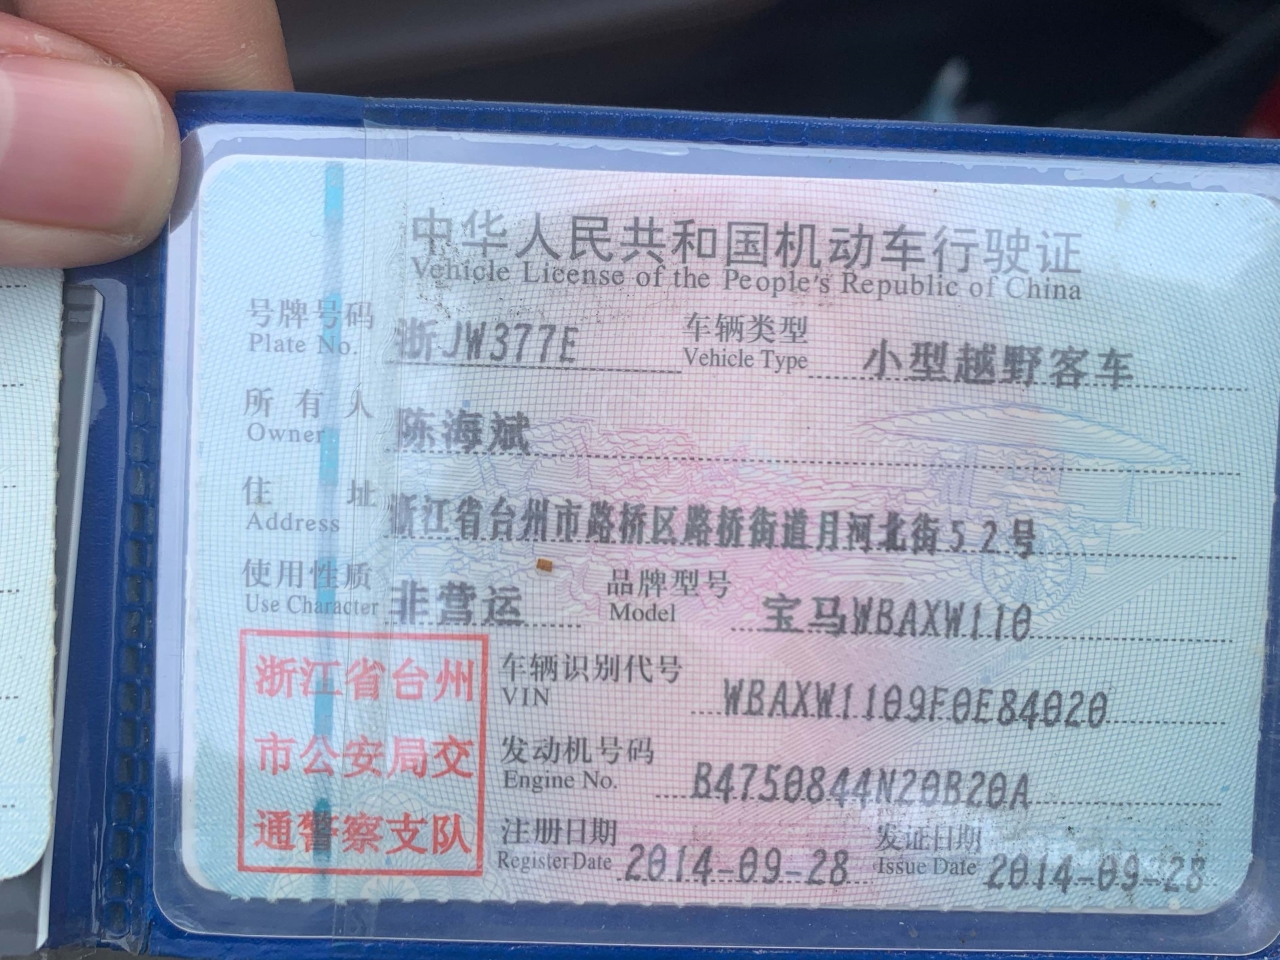 中华人民共和国机动车行驶证
Vehicle License of the People's Republic of China
号牌号码 浙JW377E 车辆类型 小型越野客车
Plate No. Vehicle Type
所有人 陈海斌
Owner
住址 浙江省台州市路桥区路桥街道月河北街52号
Address
使用性质 非营运 品牌型号 宝马WBAXW110
Use Character Model
浙江省台州
市公安局交
通警察支队
车辆识别代号 WBAXW1109F0E84020
VIN
发动机号码 B4750844N20B20A
Engine No.
注册日期 2014-09-28 发证日期 2014-09-28
Register Date Issue Date